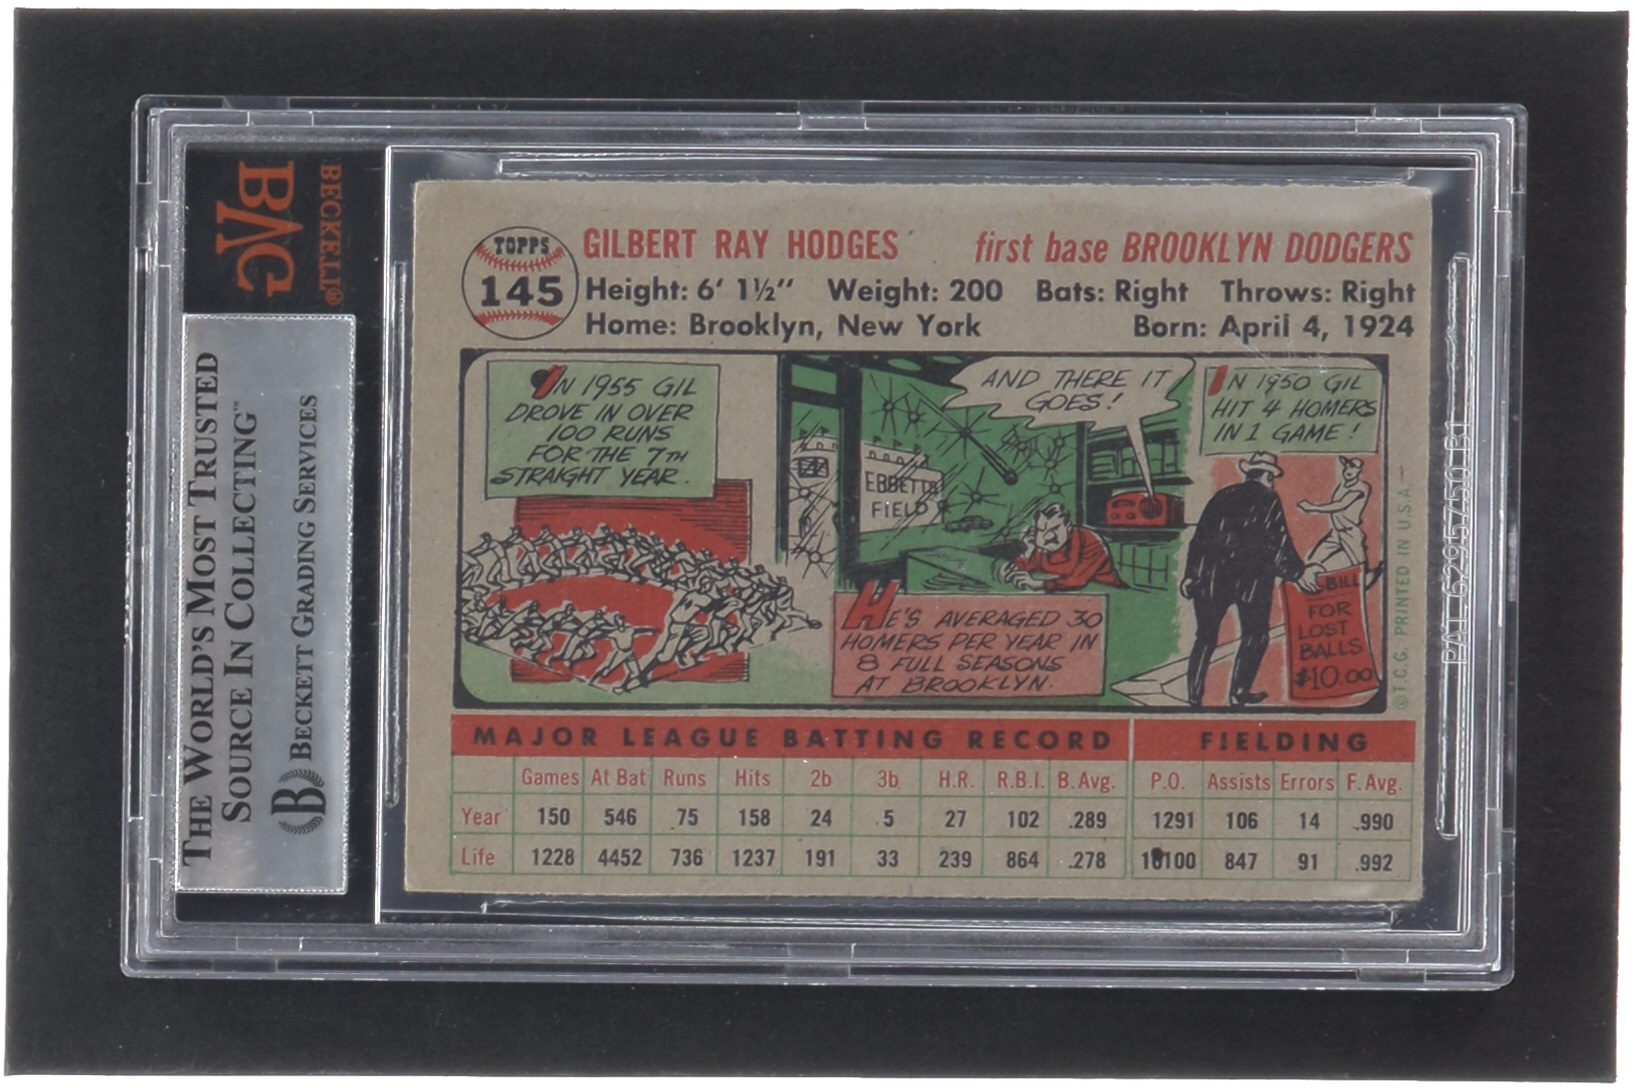 BECKETT®
BVG
THE WORLD'S MOST TRUSTED
SOURCE IN COLLECTING™
B BECKETT GRADING SERVICES
TOPPS
145
GILBERT RAY HODGES first base BROOKLYN DODGERS
Height: 6' 1½" Weight: 200 Bats: Right Throws: Right
Home: Brooklyn, New York Born: April 4, 1924
IN 1955 GIL
DROVE IN OVER
100 RUNS
FOR THE 7TH
STRAIGHT YEAR.
EBBETTS
FIELD
AND THERE IT
GOES!
HE'S AVERAGED 30
HOMERS PER YEAR IN
8 FULL SEASONS
AT BROOKLYN.
IN 1950 GIL
HIT 4 HOMERS
IN 1 GAME!
BILL
FOR
LOST
BALLS
$10.00
© T.C.G. PRINTED IN U.S.A.
PAT 6295750 B1
MAJOR LEAGUE BATTING RECORD FIELDING
Games At Bat Runs Hits 2b 3b H.R. R.B.I. B. Avg. P.O. Assists Errors F. Avg.
Year 150 546 75 158 24 5 27 102 .289 1291 106 14 .990
Life 1228 4452 736 1237 191 33 239 864 .278 10100 847 91 .992